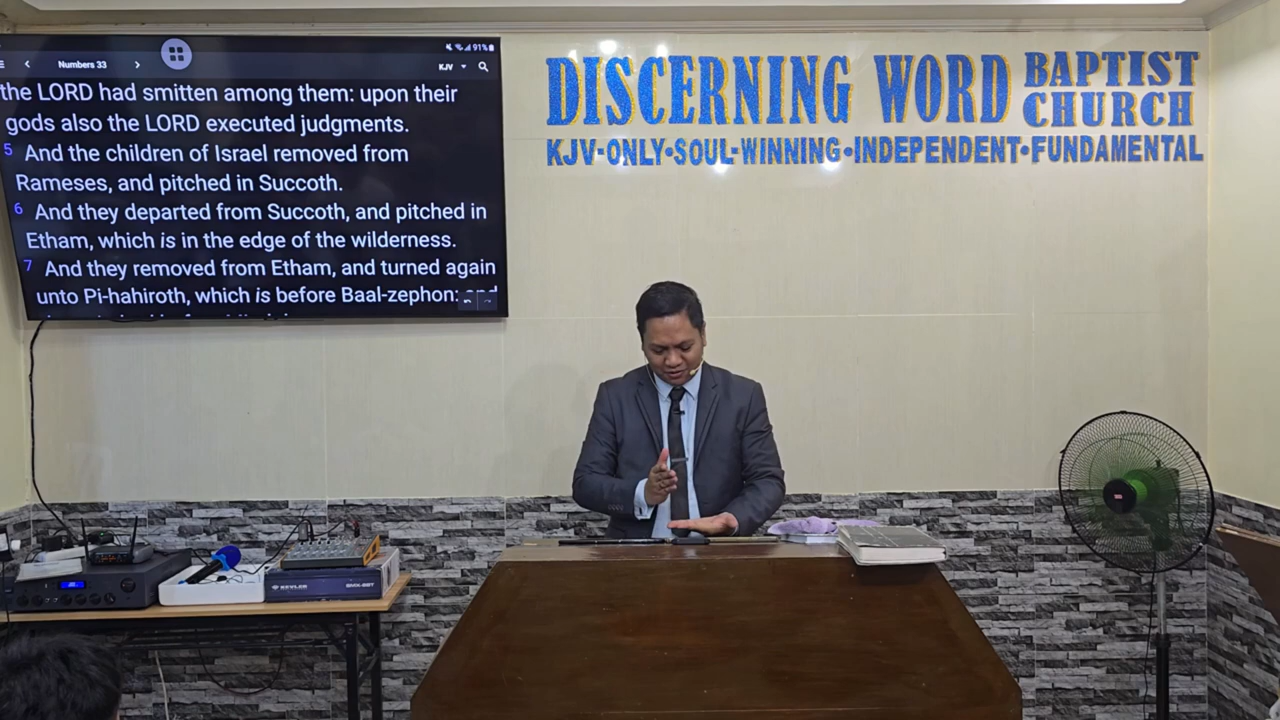 91%
Numbers 33
KJV
the LORD had smitten among them: upon their
gods also the LORD executed judgments.
5 And the children of Israel removed from
Rameses, and pitched in Succoth.
6 And they departed from Succoth, and pitched in
Etham, which is in the edge of the wilderness.
7 And they removed from Etham, and turned again
unto Pi-hahiroth, which is before Baal-zephon: and
DISCERNING WORD BAPTIST CHURCH
KJV-ONLY•SOUL-WINNING•INDEPENDENT•FUNDAMENTAL
KEVLER